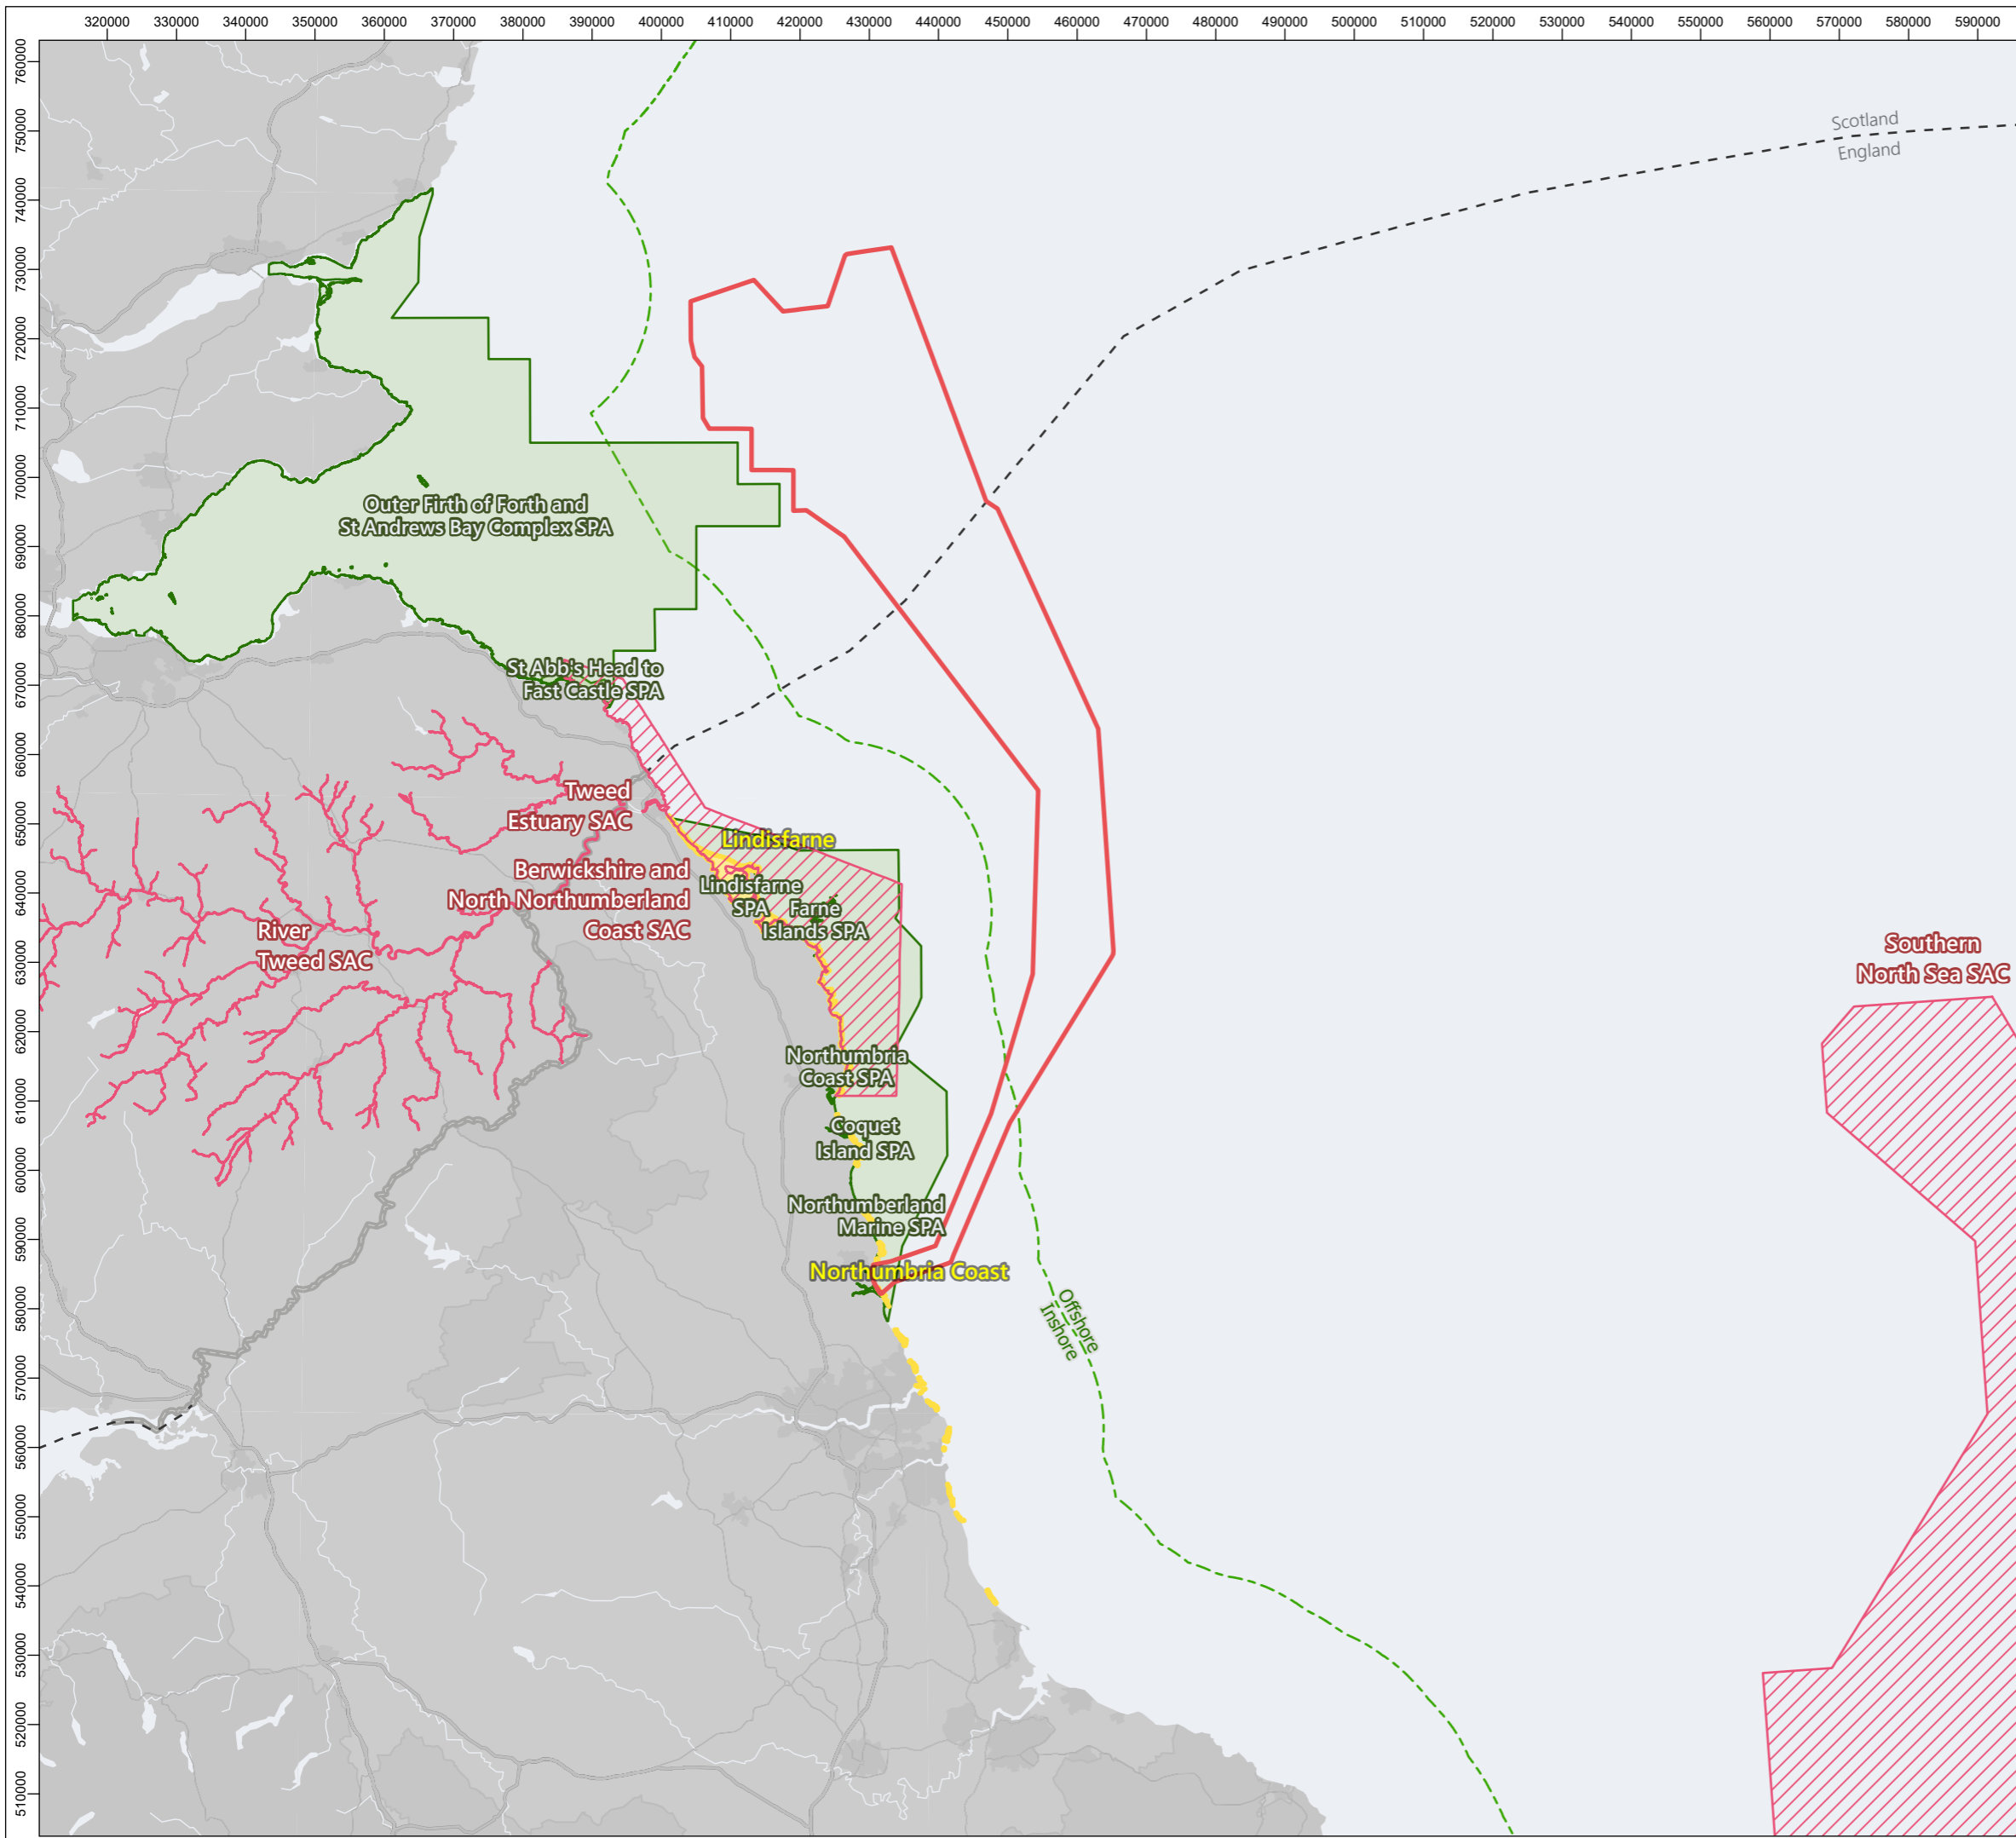 320000 330000 340000 350000 360000 370000 380000 390000 400000 410000 420000 430000 440000 450000 460000 470000 480000 490000 500000 510000 520000 530000 540000 550000 560000 570000 580000 590000
760000
750000
740000
730000
720000
710000
700000
690000
680000
670000
660000
650000
640000
630000
620000
610000
600000
590000
580000
570000
560000
550000
540000
530000
520000
510000
Scotland
England
Outer Firth of Forth and
St Andrews Bay Complex SPA
St Abb's Head to
Fast Castle SPA
Tweed
Estuary SAC
Lindisfarne
Berwickshire and
North Northumberland
Coast SAC
Lindisfarne
SPA
Farne
Islands SPA
River
Tweed SAC
Southern
North Sea SAC
Northumbria
Coast SPA
Coquet
Island SPA
Northumberland
Marine SPA
Northumbria Coast
Offshore
Inshore